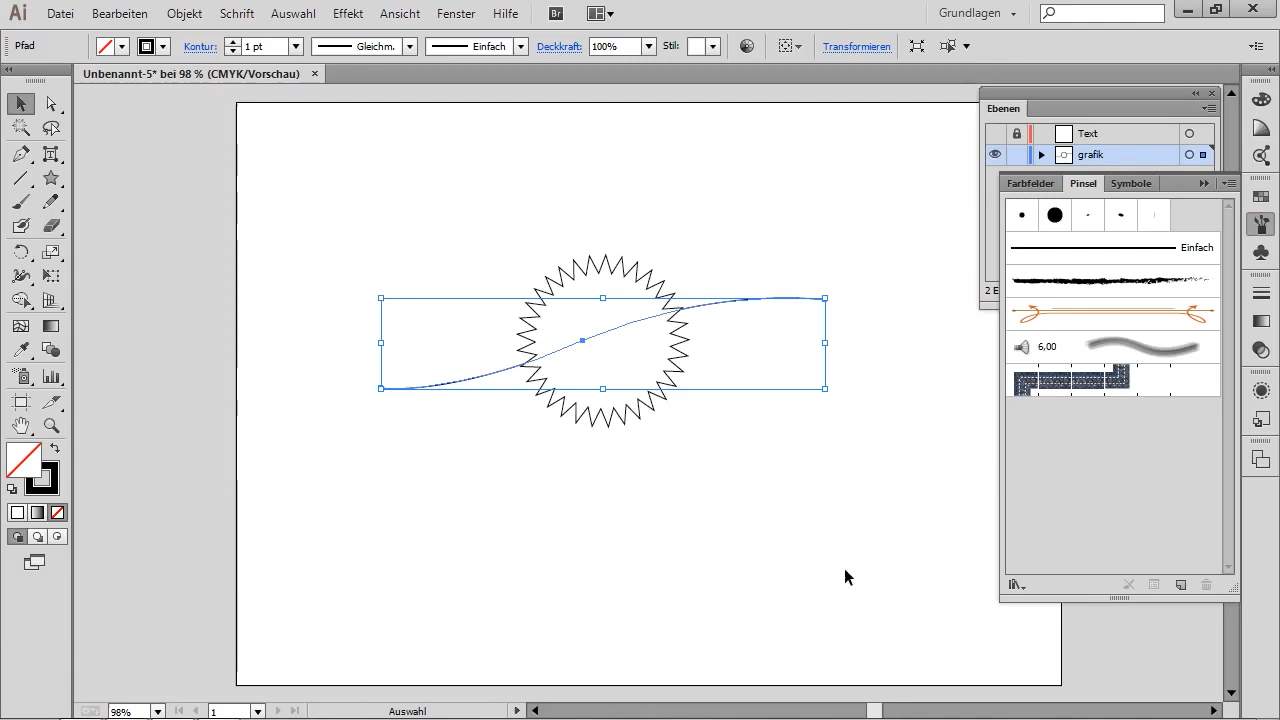 Ai Datei Bearbeiten Objekt Schrift Auswahl Effekt Ansicht Fenster Hilfe Br Grundlagen
Pfad Kontur: 1 pt Gleichm. Einfach Deckkraft: 100% Stil: Transformieren
Unbenannt-5* bei 98 % (CMYK/Vorschau)
Ebenen
Text
grafik
Farbfelder Pinsel Symbole
Einfach
6,00
2 E
98% 1 Auswahl